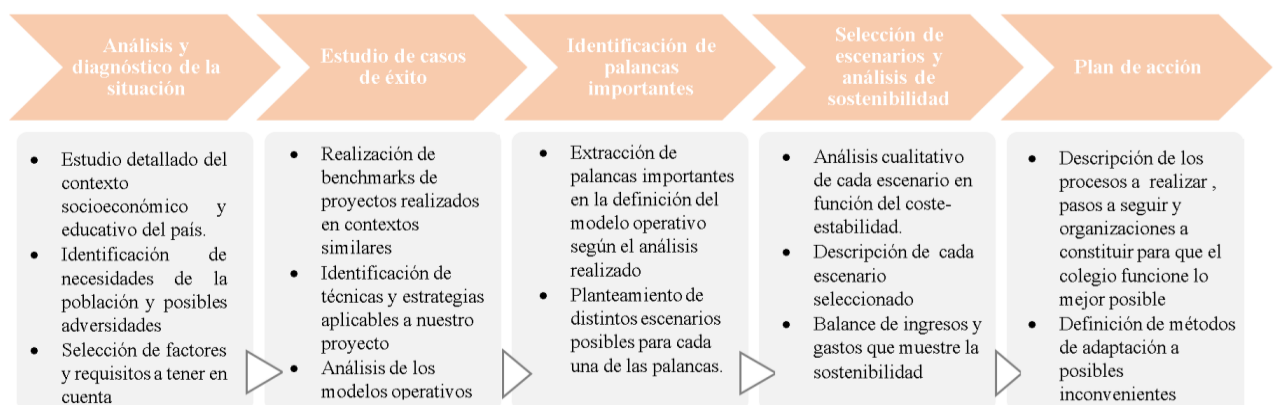 Análisis y
diagnóstico de la
situación
Estudio de casos
de éxito
Identificación de
palancas
importantes
Selección de
escenarios y
análisis de
sostenibilidad
Plan de acción
• Estudio detallado del
contexto
socioeconómico y
educativo del país.
• Identificación de
necesidades de la
población y posibles
adversidades
• Selección de factores
y requisitos a tener en
cuenta
• Realización de
benchmarks de
proyectos realizados
en contextos
similares
• Identificación de
técnicas y estrategias
aplicables a nuestro
proyecto
• Análisis de los
modelos operativos
• Extracción de
palancas importantes
en la definición del
modelo operativo
según el análisis
realizado
• Planteamiento de
distintos escenarios
posibles para cada
una de las palancas.
• Análisis cualitativo
de cada escenario en
función del coste-
estabilidad.
• Descripción de cada
escenario
seleccionado
• Balance de ingresos y
gastos que muestre la
sostenibilidad
• Descripción de los
procesos a realizar ,
pasos a seguir y
organizaciones a
constituir para que el
colegio funcione lo
mejor posible
• Definición de métodos
de adaptación a
posibles
inconvenientes